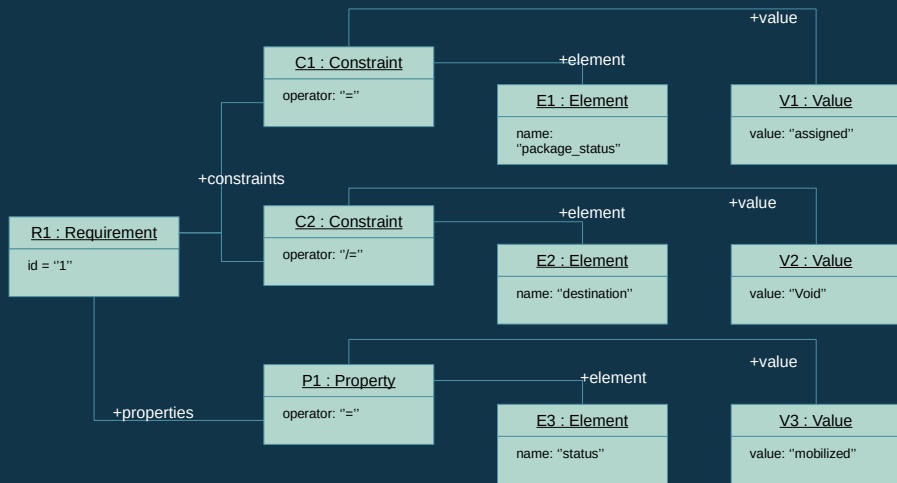 +value
C1 : Constraint
operator: ‘‘=’’
+element
E1 : Element
name:
‘‘package_status’’
V1 : Value
value: ‘‘assigned’’
+constraints
R1 : Requirement
id = ‘‘1’’
+value
C2 : Constraint
operator: ‘‘/=’’
+element
E2 : Element
name: ‘‘destination’’
V2 : Value
value: ‘‘Void’’
+value
P1 : Property
operator: ‘‘=’’
+element
+properties
E3 : Element
name: ‘‘status’’
V3 : Value
value: ‘‘mobilized’’